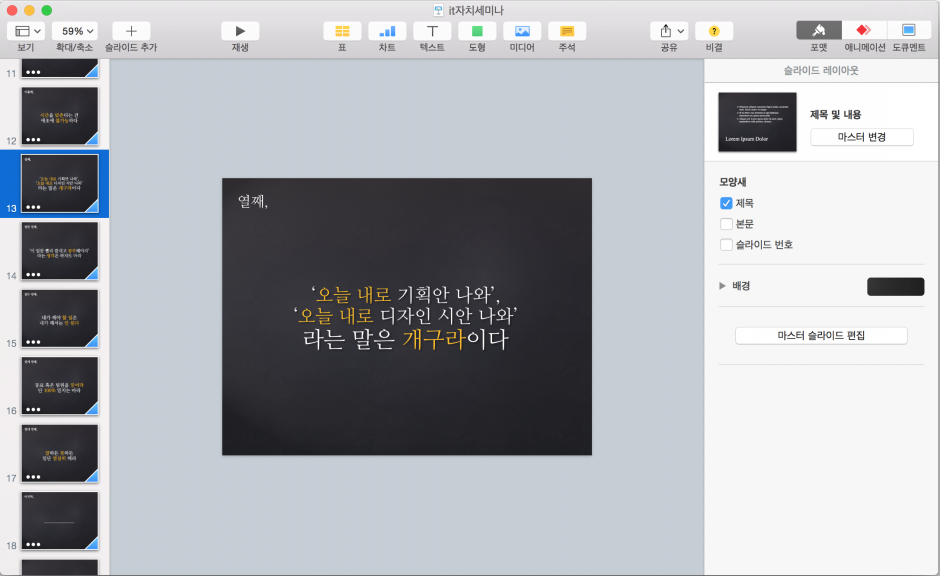 it자치세미나
59%
보기
확대/축소
슬라이드 추가
재생
표
차트
텍스트
도형
미디어
주석
공유
비결
포맷
애니메이션
도큐멘트
11
12
13
14
15
16
17
18
열째,
‘오늘 내로 기획안 나와’,
‘오늘 내로 디자인 시안 나와’
라는 말은 개구라이다
슬라이드 레이아웃
Lorem Ipsum Dolor
제목 및 내용
마스터 변경
모양새
제목
본문
슬라이드 번호
배경
마스터 슬라이드 편집